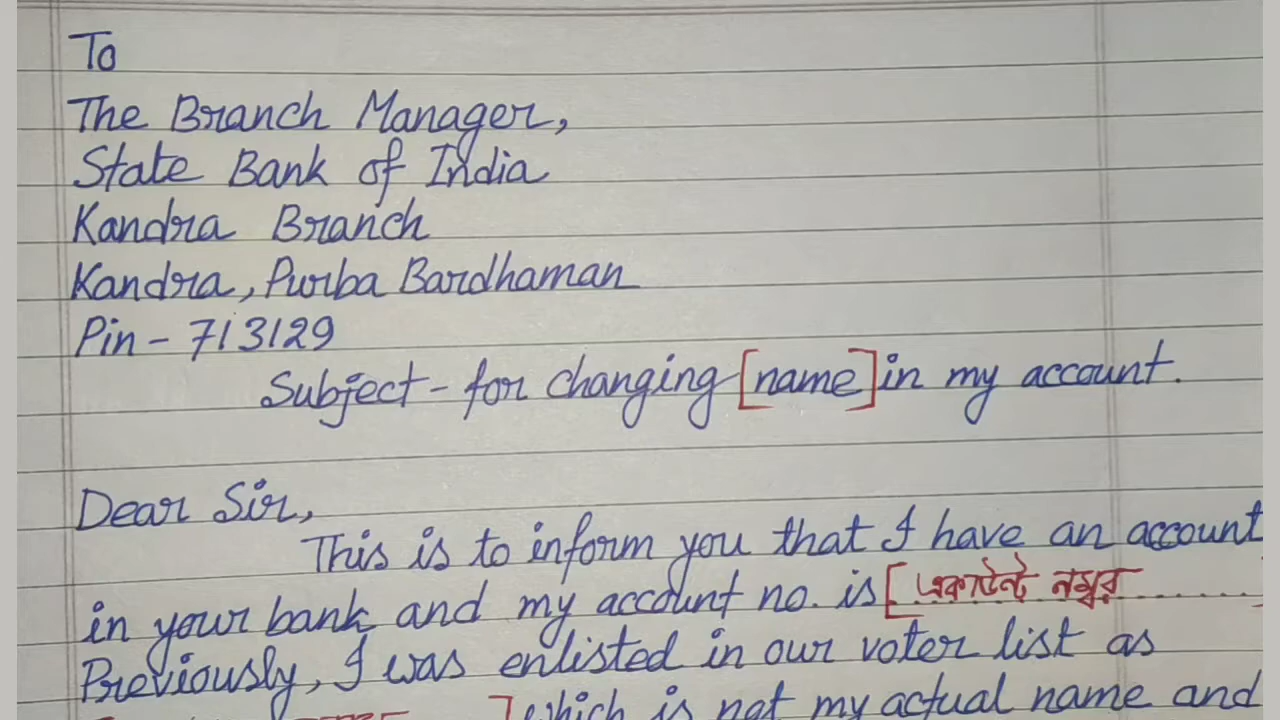 To
The Branch Manager,
State Bank of India
Kandra Branch
Kandra, Purba Bardhaman
Pin - 713129
Subject - for changing [name] in my account.
Dear Sir,
This is to inform you that I have an account
in your bank and my account no. is [একাউন্ট নম্বর..........
Previously, I was enlisted in our voter list as
] which is not my actual name and